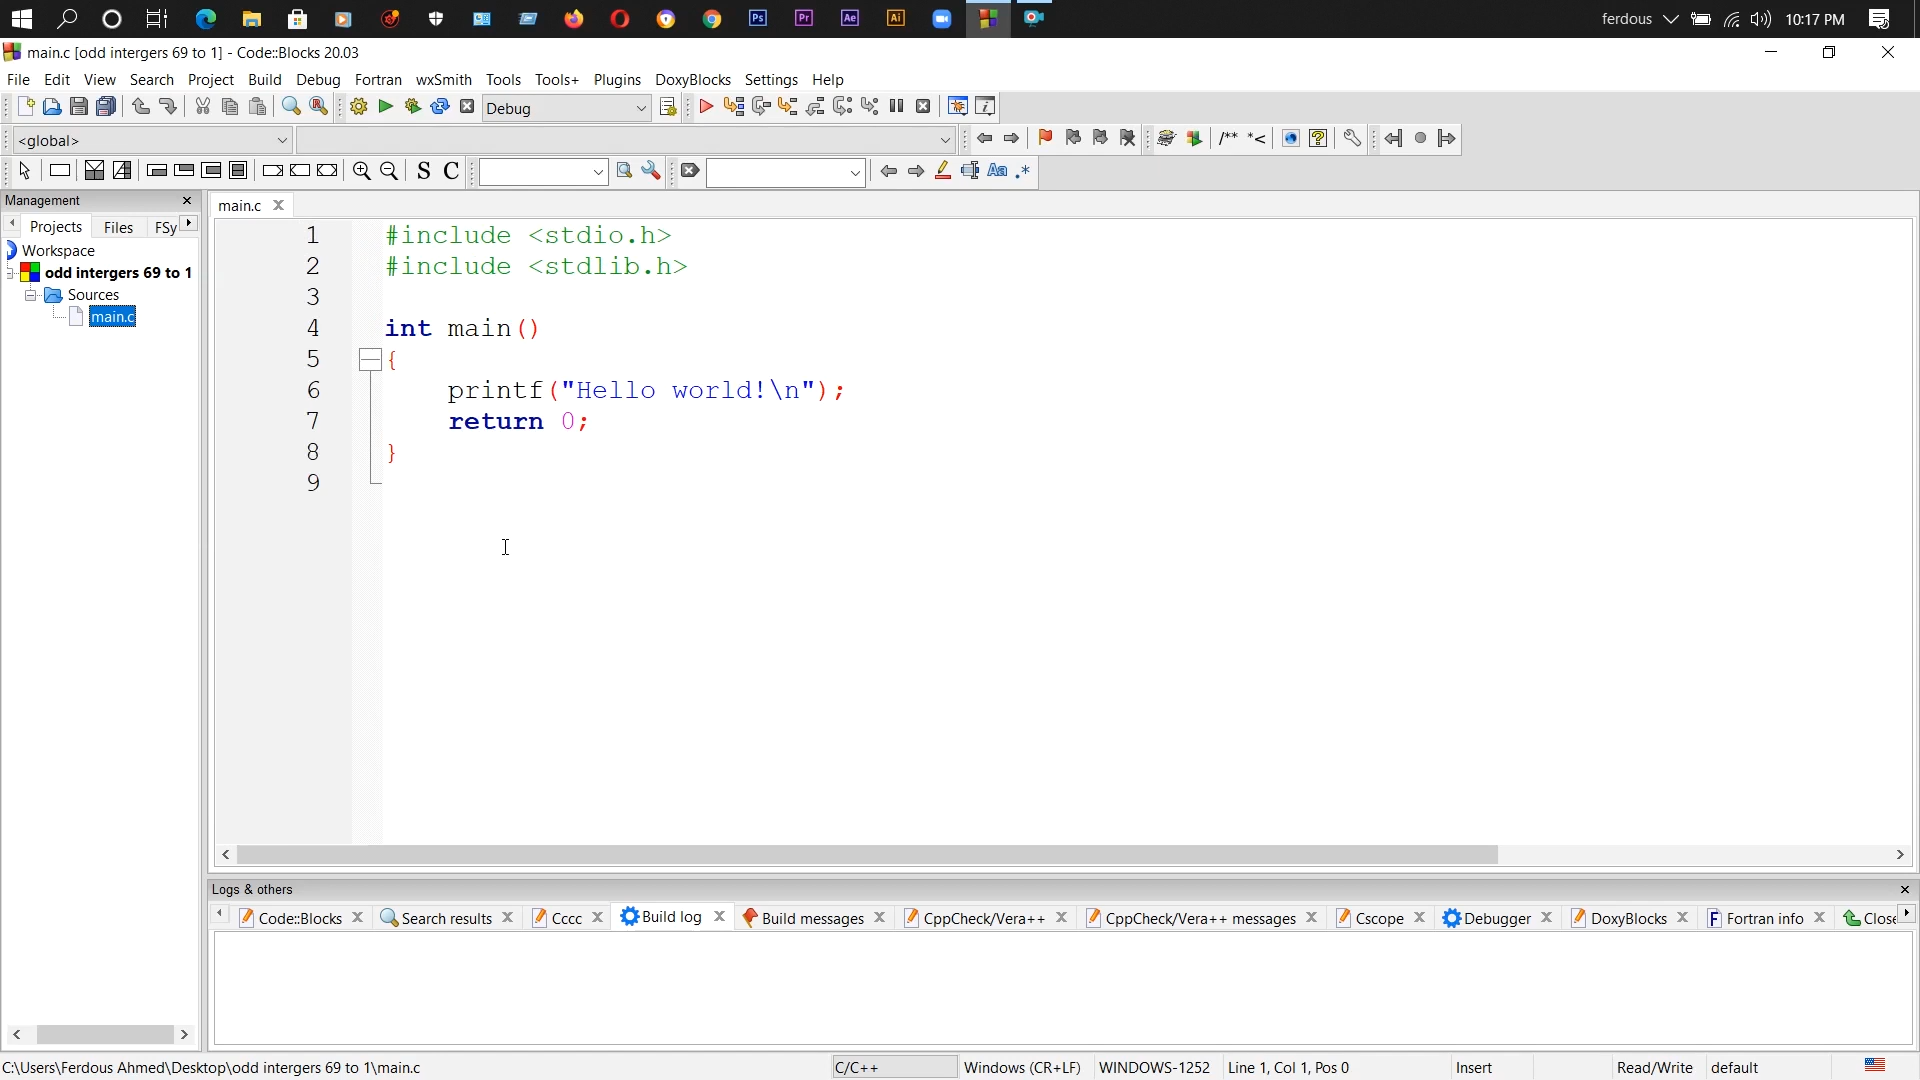 ferdous 10:17 PM
main.c [odd intergers 69 to 1] - Code::Blocks 20.03
File Edit View Search Project Build Debug Fortran wxSmith Tools Tools+ Plugins DoxyBlocks Settings Help
Debug
<global>
/** *<
S C Aa .*
Management
Projects Files FSy
Workspace
odd intergers 69 to 1
Sources
main.c
main.c
1 #include <stdio.h>
2 #include <stdlib.h>
3
4 int main()
5 {
6 printf("Hello world!\n");
7 return 0;
8 }
9
Logs & others
Code::Blocks Search results Cccc Build log Build messages CppCheck/Vera++ CppCheck/Vera++ messages Cscope Debugger DoxyBlocks Fortran info Close
C:\Users\Ferdous Ahmed\Desktop\odd intergers 69 to 1\main.c C/C++ Windows (CR+LF) WINDOWS-1252 Line 1, Col 1, Pos 0 Insert Read/Write default